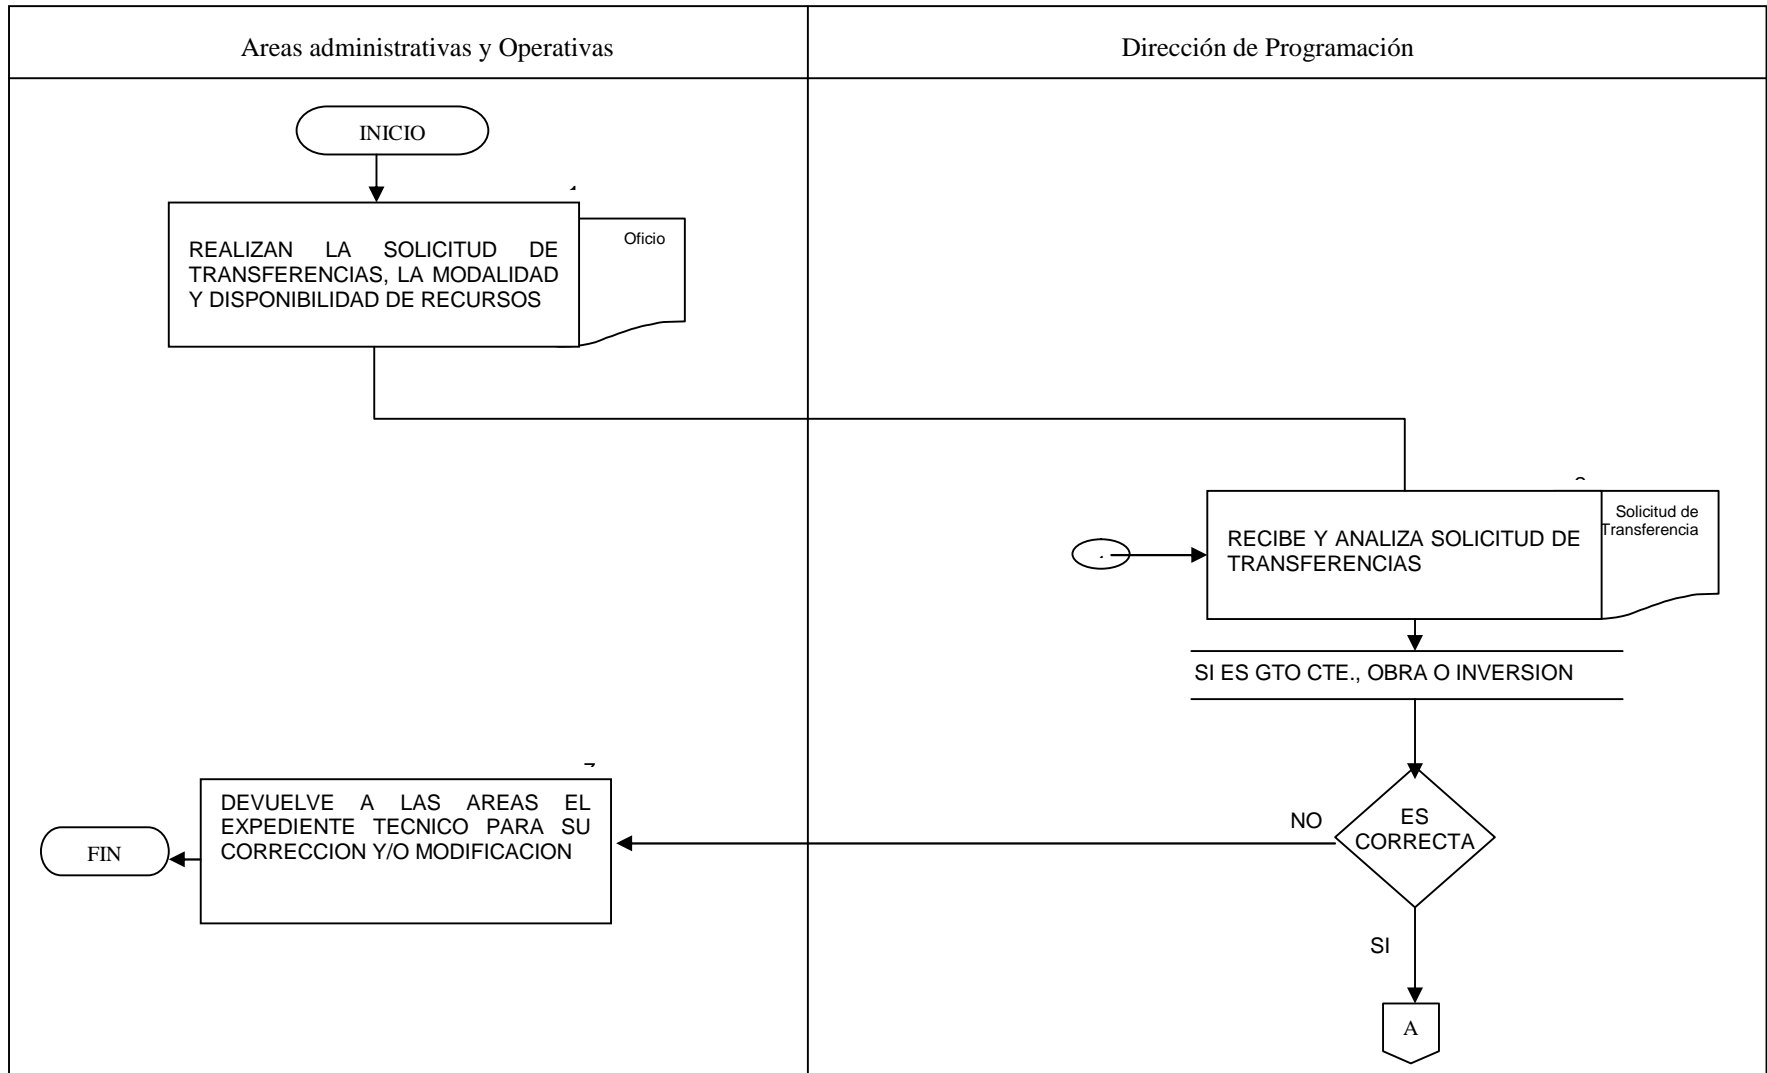 Areas administrativas y Operativas
Dirección de Programación
INICIO
REALIZAN LA SOLICITUD DE
TRANSFERENCIAS, LA MODALIDAD
Y DISPONIBILIDAD DE RECURSOS
Oficio
RECIBE Y ANALIZA SOLICITUD DE
TRANSFERENCIAS
Solicitud de
Transferencia
SI ES GTO CTE., OBRA O INVERSION
ES
CORRECTA
NO
DEVUELVE A LAS AREAS EL
EXPEDIENTE TECNICO PARA SU
CORRECCION Y/O MODIFICACION
FIN
SI
A